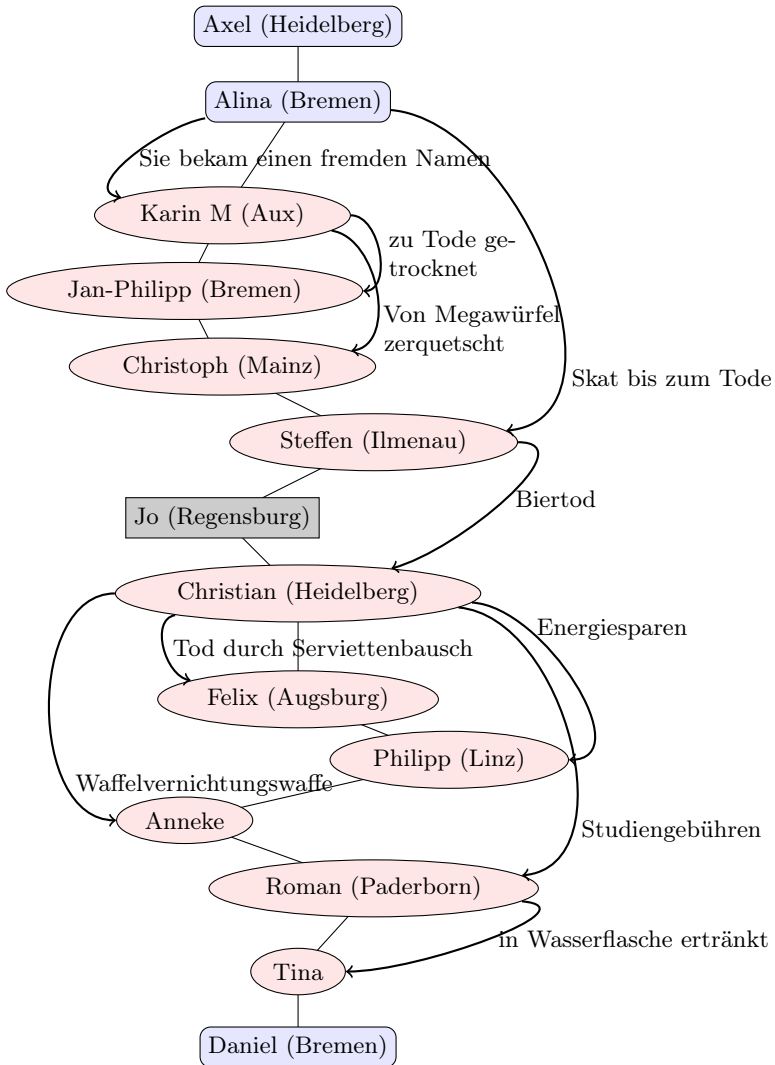 Axel (Heidelberg)
Alina (Bremen)
Sie bekam einen fremden Namen
Karin M (Aux)
zu Tode ge-
trocknet
Jan-Philipp (Bremen)
Von Megawürfel
zerquetscht
Christoph (Mainz)
Skat bis zum Tode
Steffen (Ilmenau)
Biertod
Jo (Regensburg)
Christian (Heidelberg)
Energiesparen
Tod durch Serviettenbausch
Felix (Augsburg)
Philipp (Linz)
Waffelvernichtungswaffe
Anneke
Studiengebühren
Roman (Paderborn)
in Wasserflasche ertränkt
Tina
Daniel (Bremen)